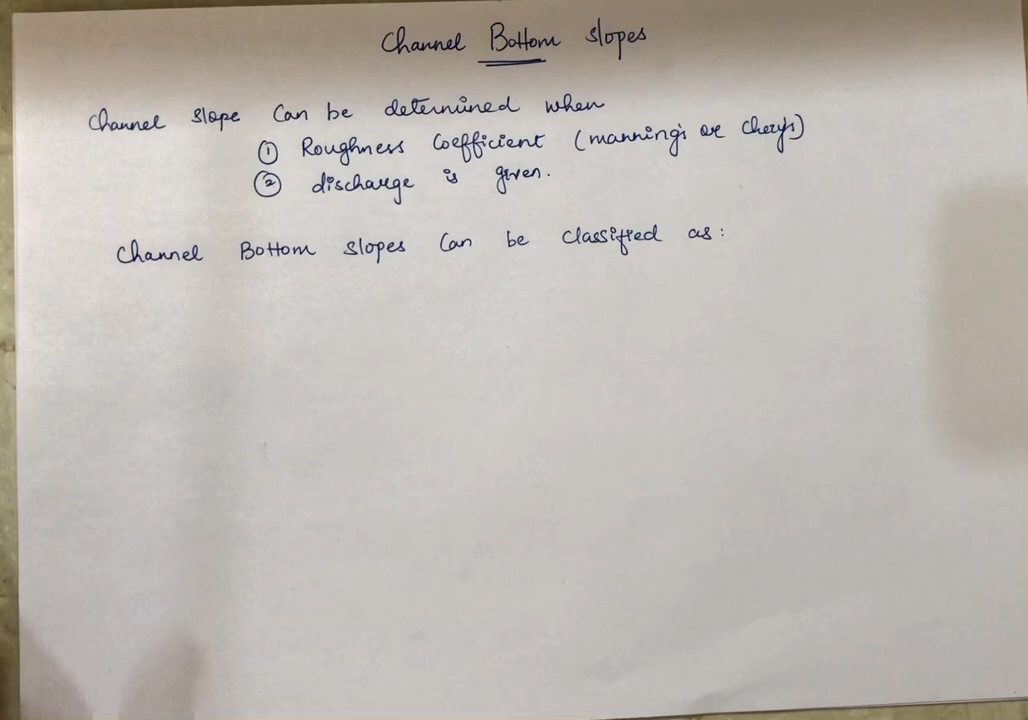 Channel Bottom slopes
Channel slope can be determined when
① Roughness Coefficient (manning's or Chezy's)
② discharge is given.
Channel Bottom slopes can be classified as: